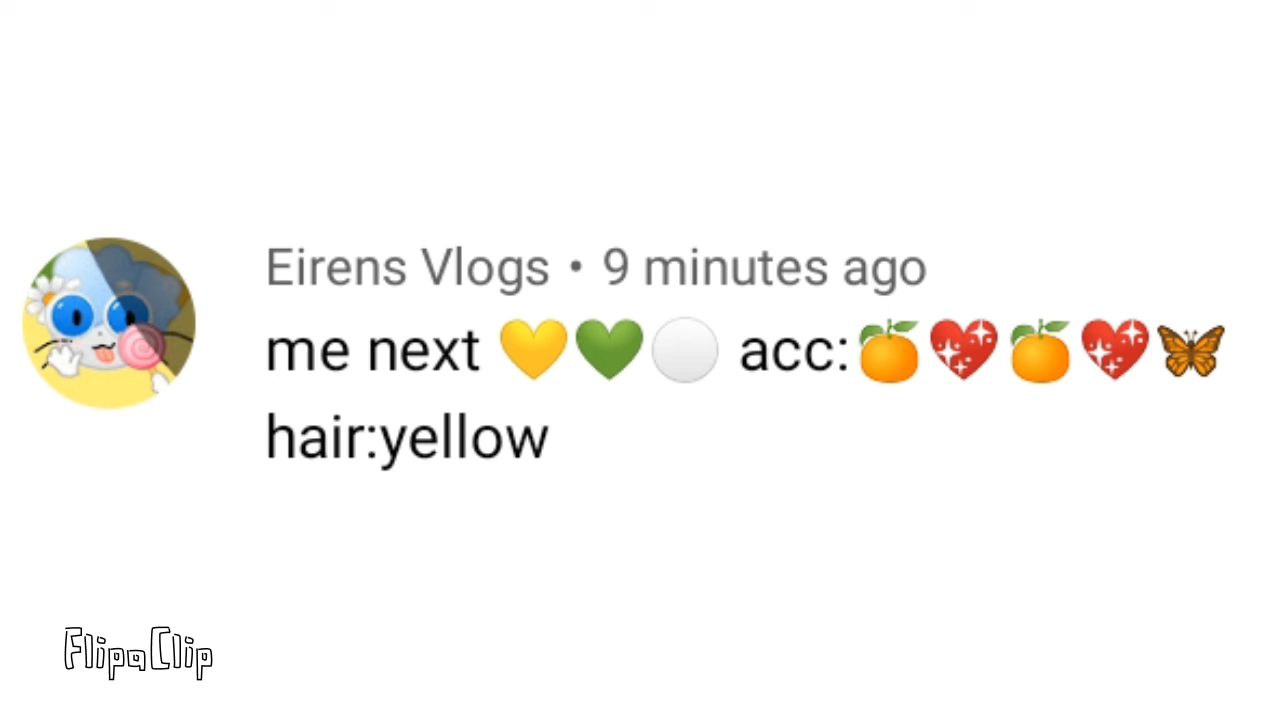 Eirens Vlogs • 9 minutes ago
me next 💛💚⚪ acc:🍊💖🍊💖🦋
hair:yellow
FlipaClip